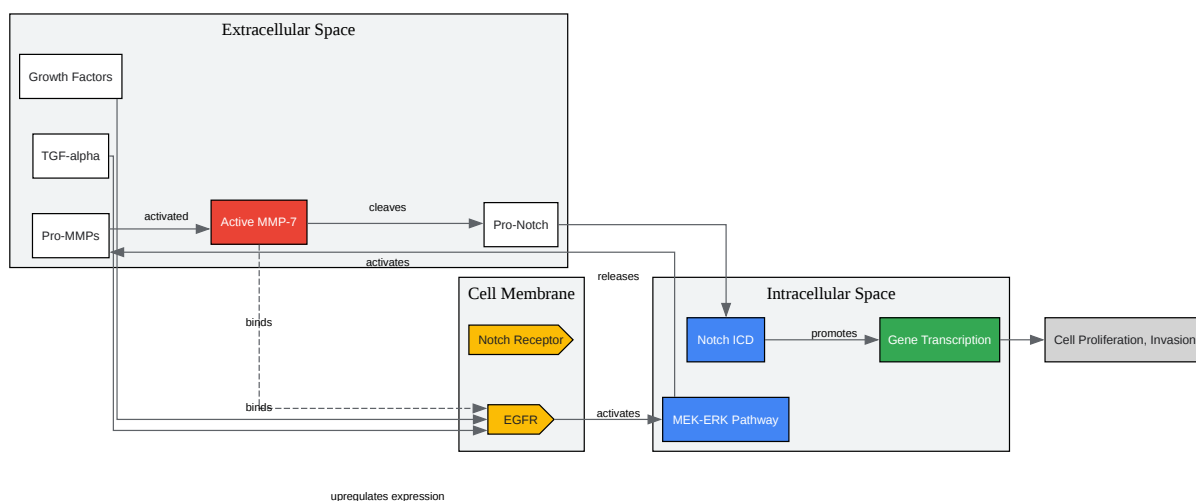 Extracellular Space
Growth Factors
TGF-alpha
Pro-MMPs
activated
Active MMP-7
cleaves
Pro-Notch
activates
releases
Cell Membrane
Intracellular Space
binds
Notch Receptor
Notch ICD
promotes
Gene Transcription
Cell Proliferation, Invasion
binds
EGFR
activates
MEK-ERK Pathway
upregulates expression